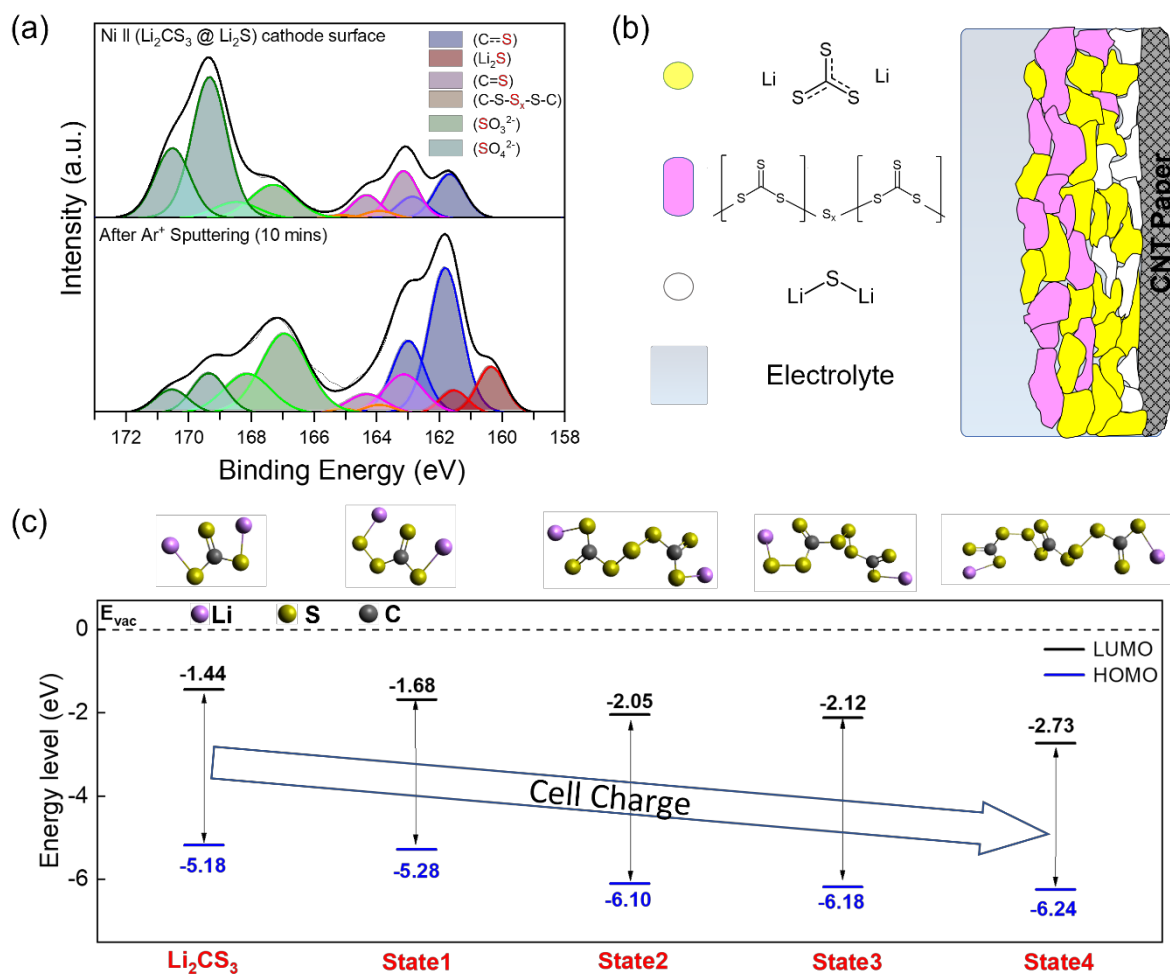 (a)
Ni || (Li₂CS₃ @ Li₂S) cathode surface
(C=-S)
(Li₂S)
(C=S)
(C-S-Sₓ-S-C)
(SO₃²⁻)
(SO₄²⁻)
After Ar⁺ Sputtering (10 mins)
Intensity (a.u.)
172 170 168 166 164 162 160 158
Binding Energy (eV)
(b)
S
Li Li
S S
S S
S S S S
Sₓ
S
Li Li
Electrolyte
CNT Paper
(c)
Eᵥₐc
Li S C
LUMO
HOMO
Energy level (eV)
0
-2
-4
-6
-1.44
-1.68
-2.05
-2.12
-2.73
Cell Charge
-5.18
-5.28
-6.10
-6.18
-6.24
Li₂CS₃ State1 State2 State3 State4